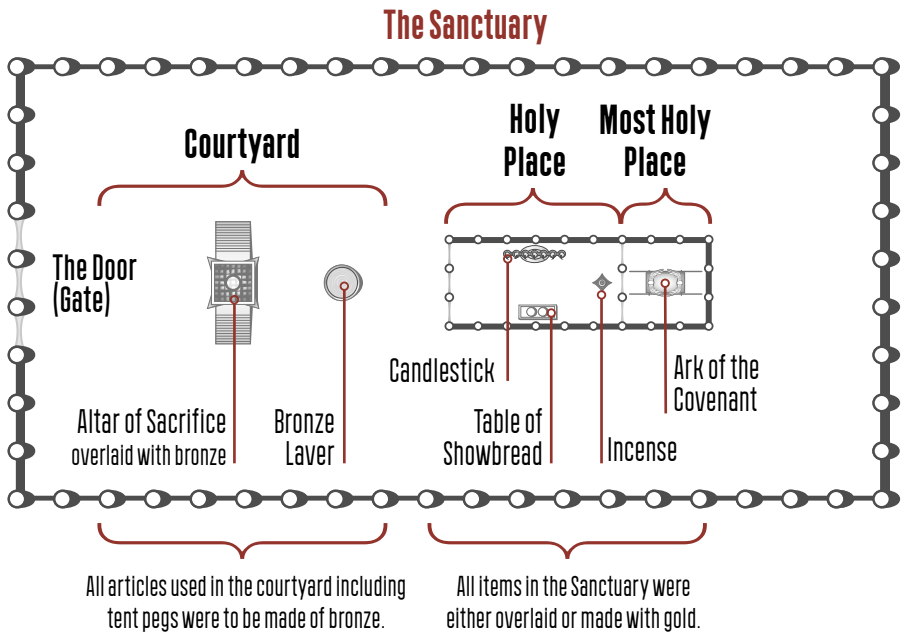 The Sanctuary
Courtyard
Holy
Place
Most Holy
Place
The Door
(Gate)
Altar of Sacrifice
overlaid with bronze
Bronze
Laver
Candlestick
Table of
Showbread
Incense
Ark of the
Covenant
All articles used in the courtyard including
tent pegs were to be made of bronze.
All items in the Sanctuary were
either overlaid or made with gold.